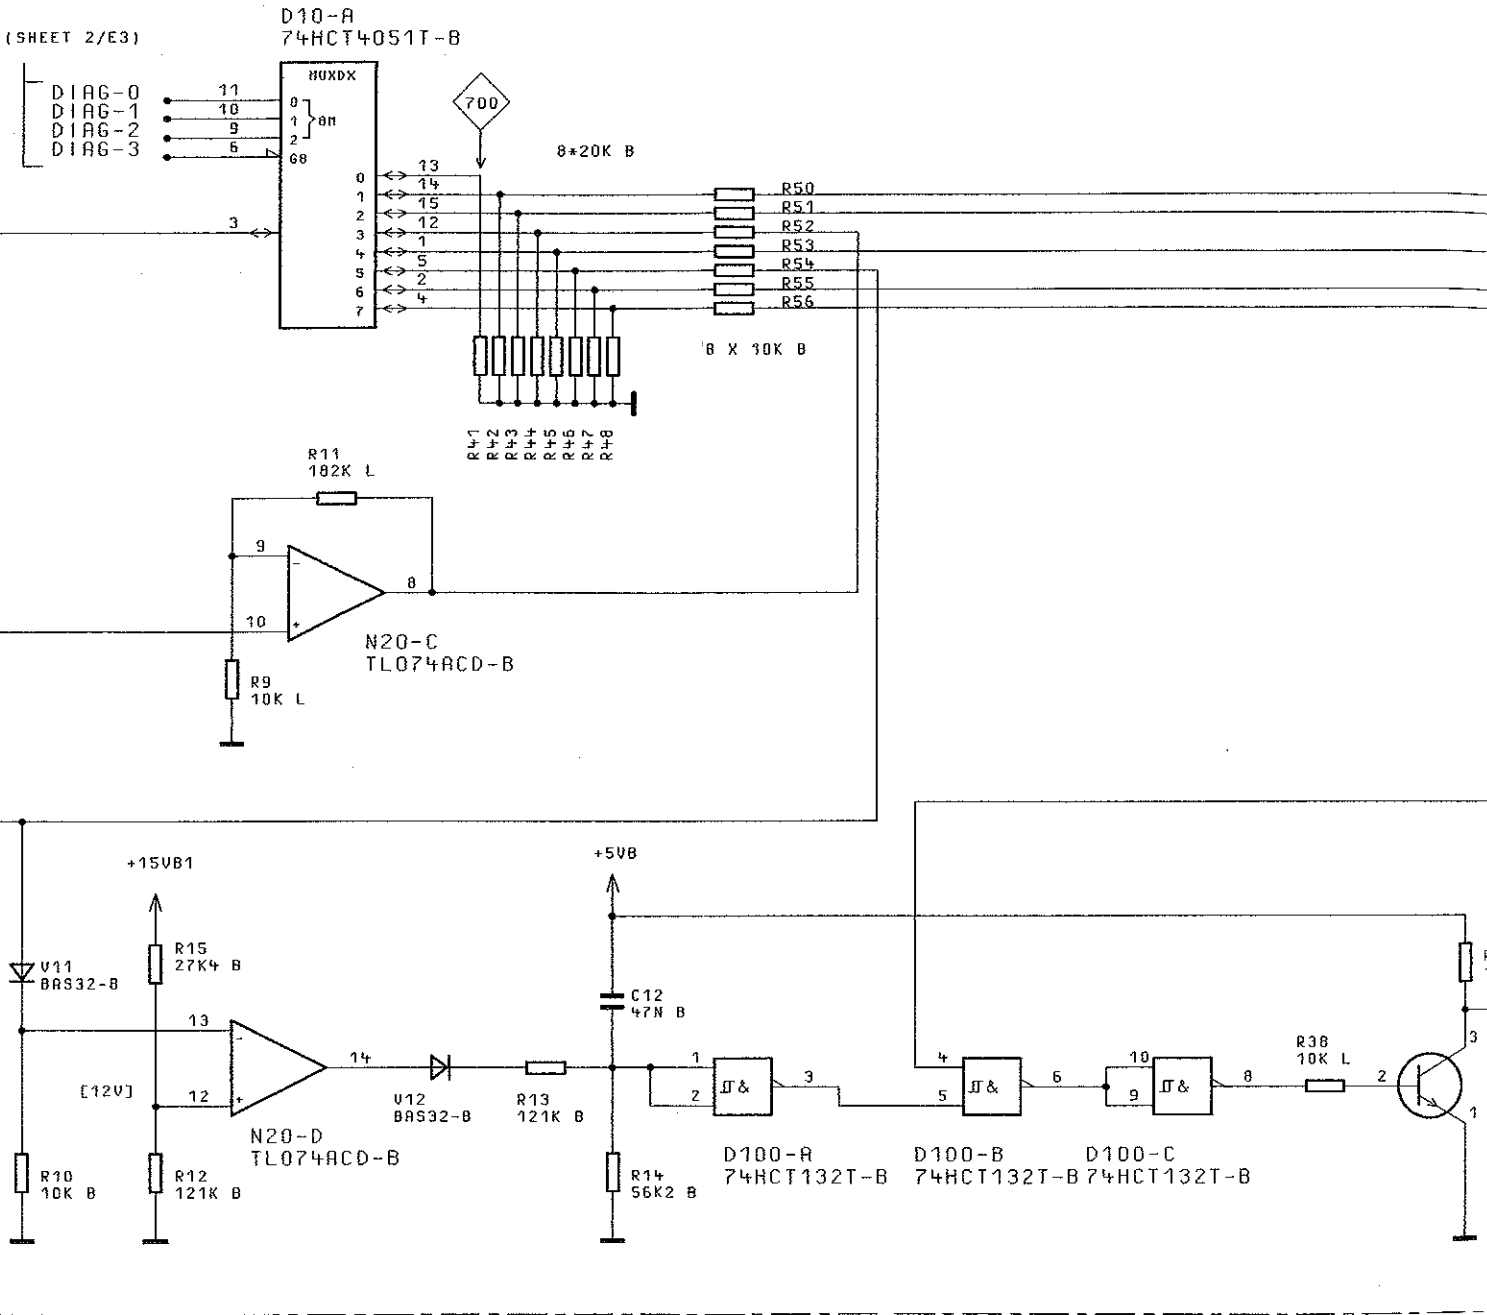 D10-A
74HCT4051T-B
(SHEET 2/E3)
MUXDX
DIAG-0
DIAG-1
DIAG-2
DIAG-3
11
10
9
6
0
1
2
G8
8M
3
0
1
2
3
4
5
6
7
13
14
15
12
1
5
2
4
700
8*20K B
R50
R51
R52
R53
R54
R55
R56
8 X 30K B
R41
R42
R43
R44
R45
R46
R47
R48
R11
182K L
9
10
-
+
8
N20-C
TL074ACD-B
R9
10K L
+15VB1
R15
27K4 B
V11
BAS32-B
13
12
-
+
14
[12V]
N20-D
TL074ACD-B
R10
10K B
R12
121K B
V12
BAS32-B
R13
121K B
+5VB
C12
47N B
R14
56K2 B
1
2
&
3
D100-A
74HCT132T-B
4
5
&
6
D100-B
74HCT132T-B
10
9
&
8
D100-C
74HCT132T-B
R38
10K L
2
3
1